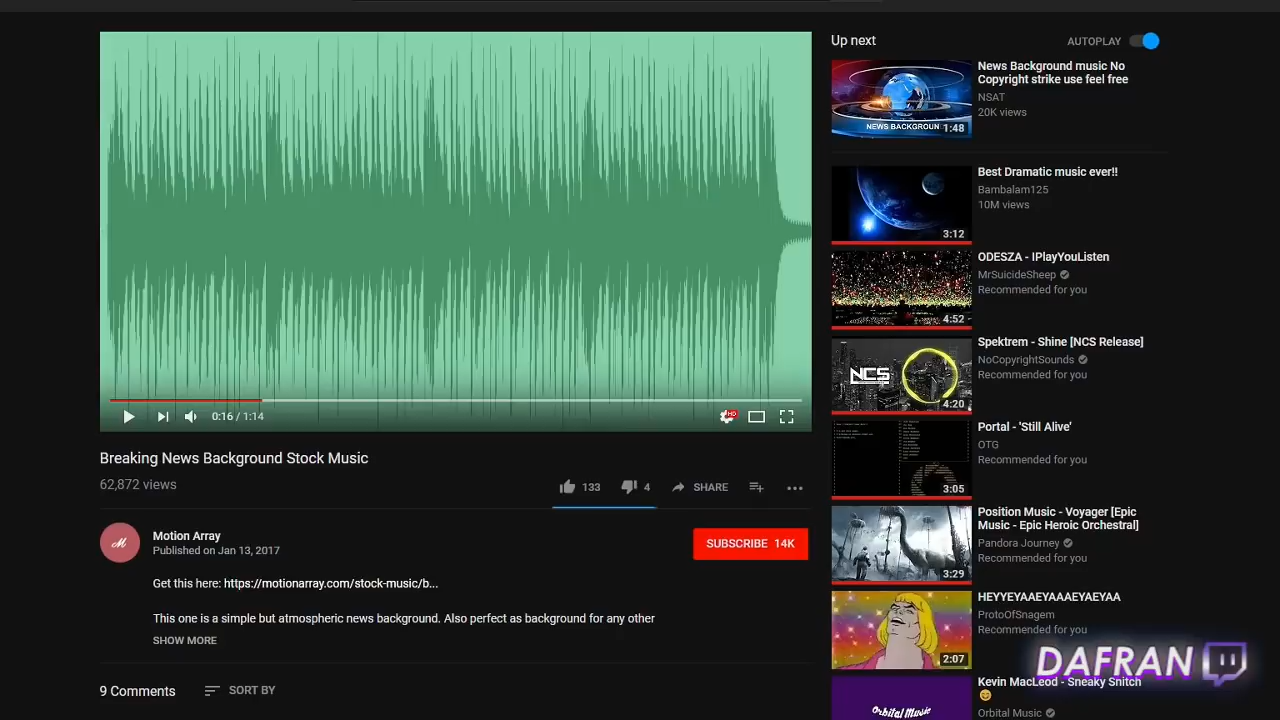 Up next
AUTOPLAY
News Background music No
Copyright strike use feel free
NSAT
20K views
NEWS BACKGROUN
1:48
Best Dramatic music ever!!
Bambalam125
10M views
3:12
ODESZA - IPlayYouListen
MrSuicideSheep
Recommended for you
4:52
Spektrem - Shine [NCS Release]
NoCopyrightSounds
Recommended for you
NCS
4:20
Portal - 'Still Alive'
OTG
Recommended for you
3:05
Position Music - Voyager [Epic
Music - Epic Heroic Orchestral]
Pandora Journey
Recommended for you
3:29
HEYYEYAAEYAAAEYAEYAA
ProtoOfSnagem
Recommended for you
2:07
Kevin MacLeod - Sneaky Snitch
😊
Orbital Music
Orbital Music
DAFRAN
0:16 / 1:14
HD
Breaking News Background Stock Music
62,872 views
133
4
SHARE
M
Motion Array
Published on Jan 13, 2017
SUBSCRIBE 14K
Get this here: https://motionarray.com/stock-music/b...
This one is a simple but atmospheric news background. Also perfect as background for any other
SHOW MORE
9 Comments
SORT BY